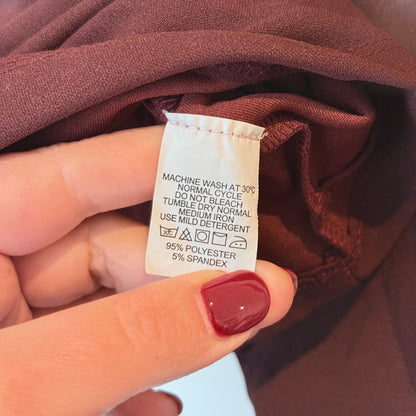 MACHINE WASH AT 30°C
NORMAL CYCLE
DO NOT BLEACH
TUMBLE DRY NORMAL
MEDIUM IRON
USE MILD DETERGENT
95% POLYESTER
5% SPANDEX